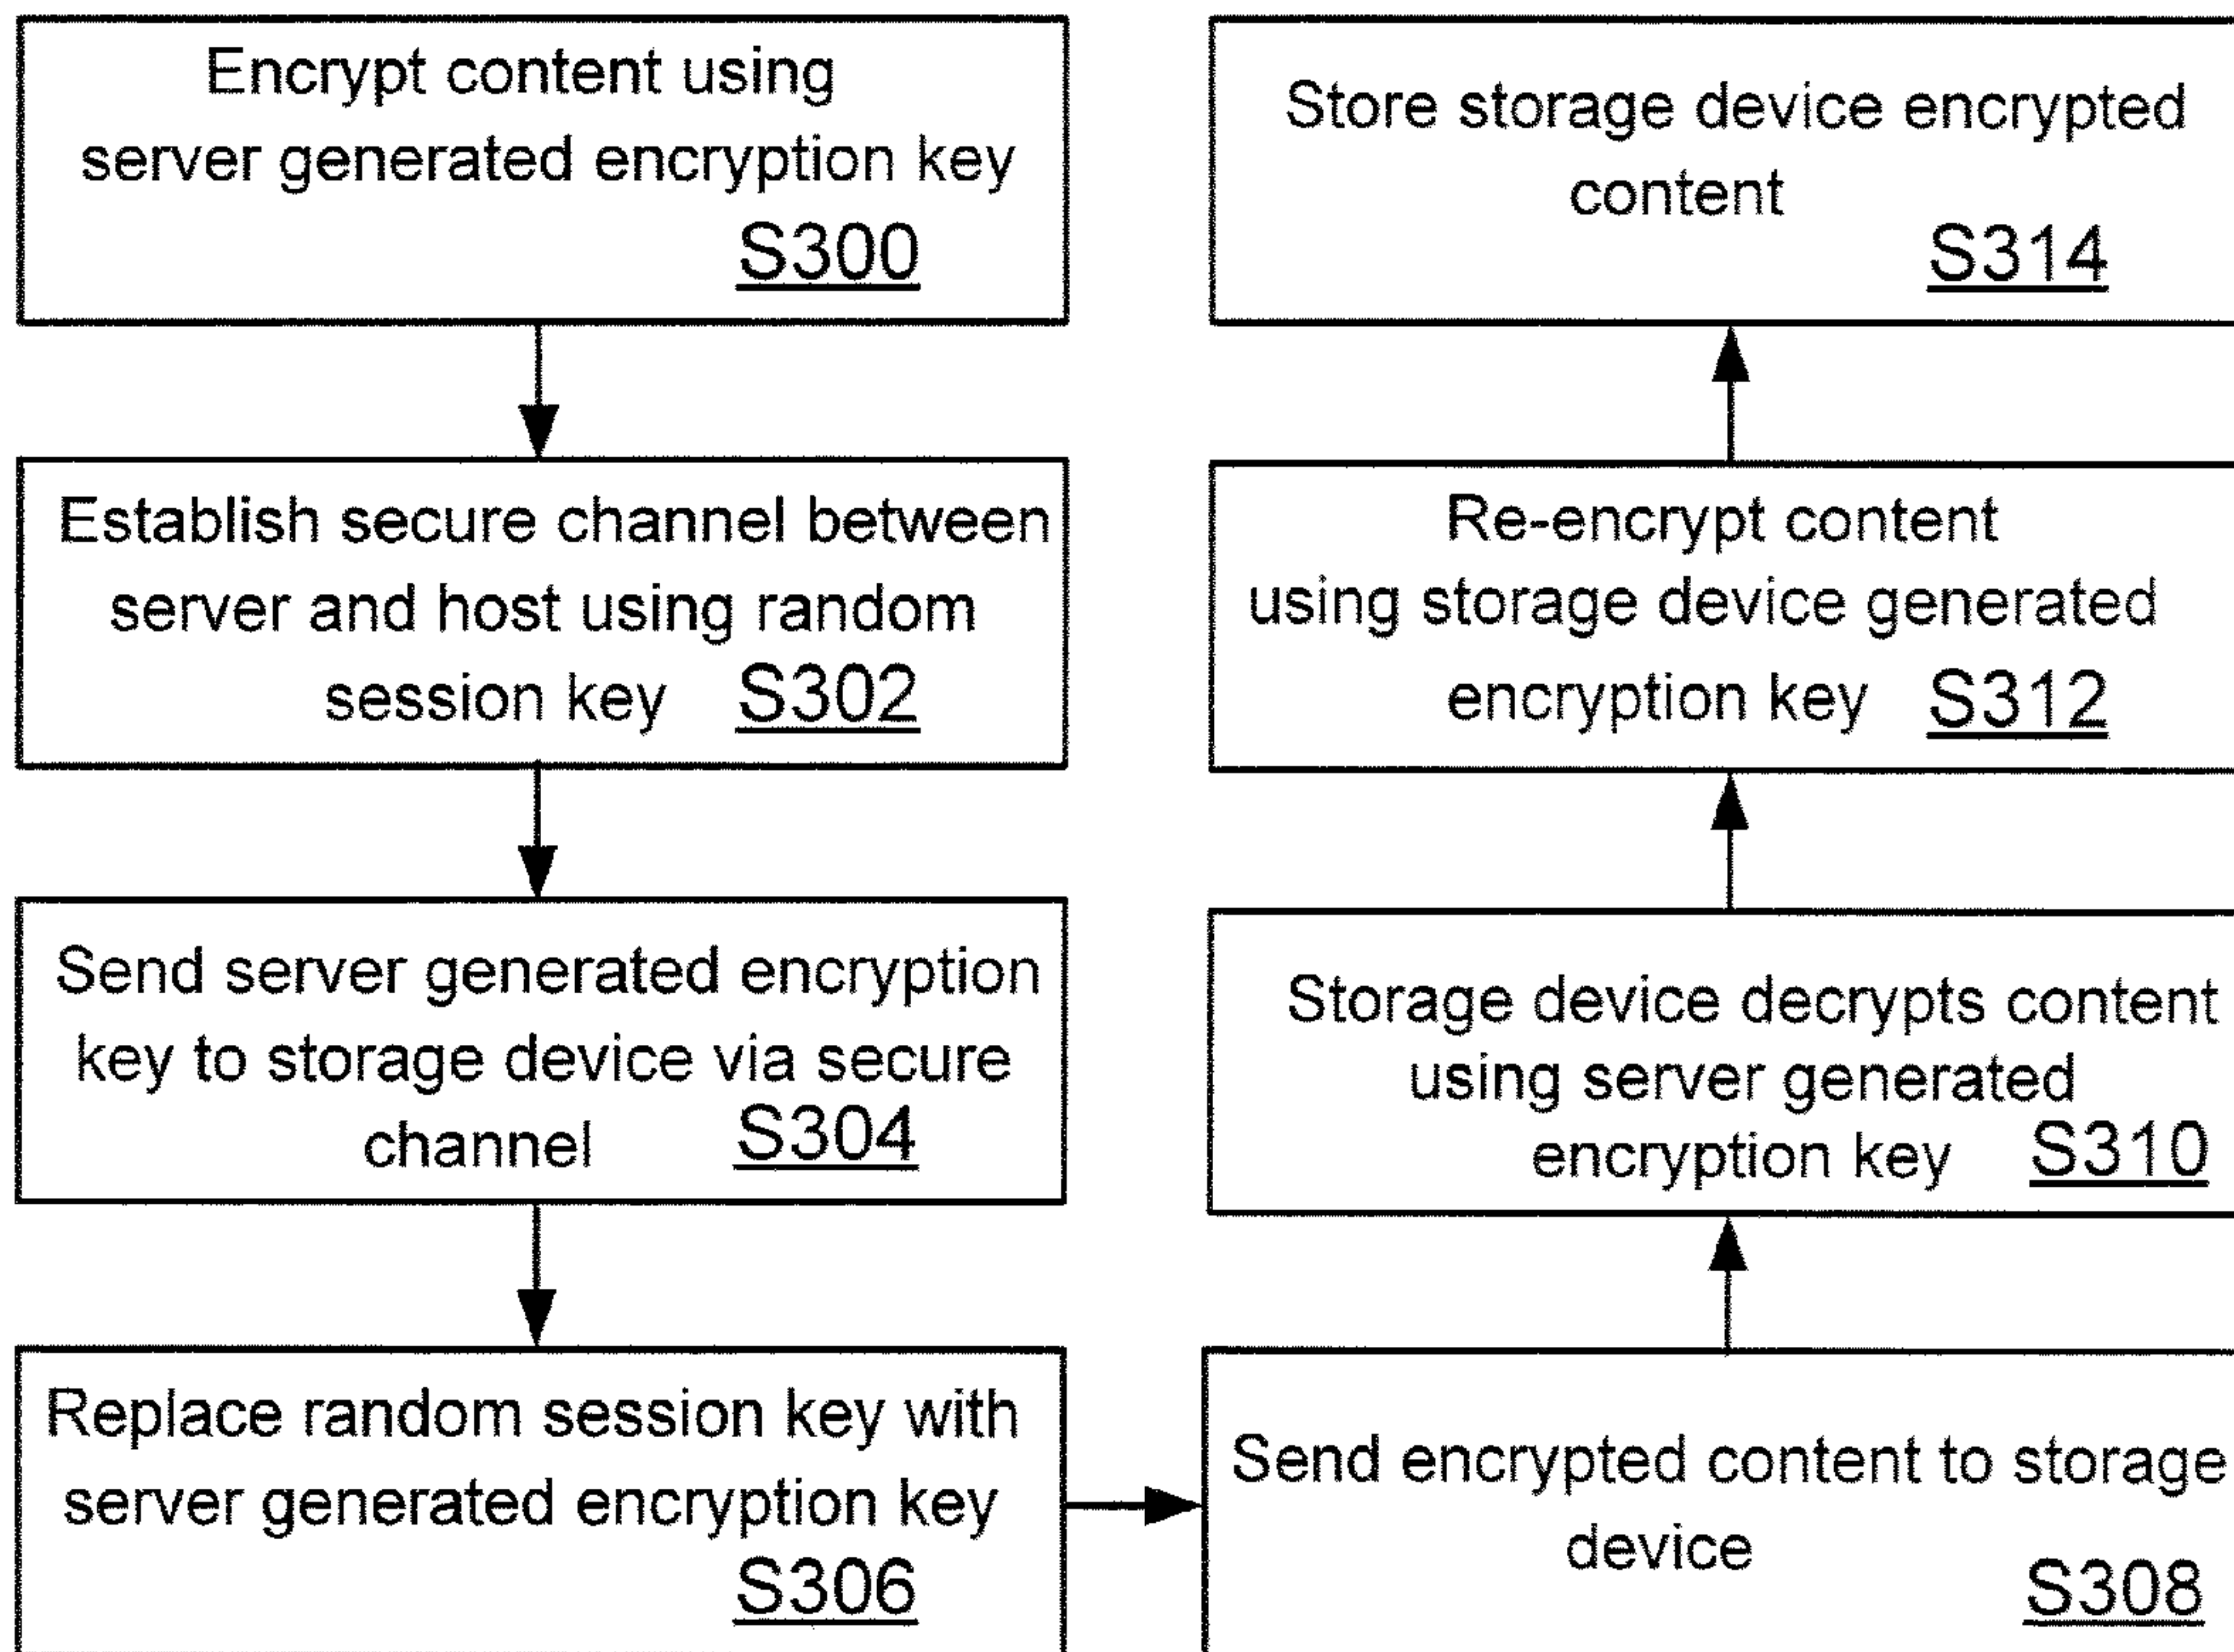 Encrypt content using
server generated encryption key
S300
Establish secure channel between
server and host using random
session key S302
Send server generated encryption
key to storage device via secure
channel S304
Replace random session key with
server generated encryption key
S306
Send encrypted content to storage
device
S308
Storage device decrypts content
using server generated
encryption key S310
Re-encrypt content
using storage device generated
encryption key S312
Store storage device encrypted
content
S314